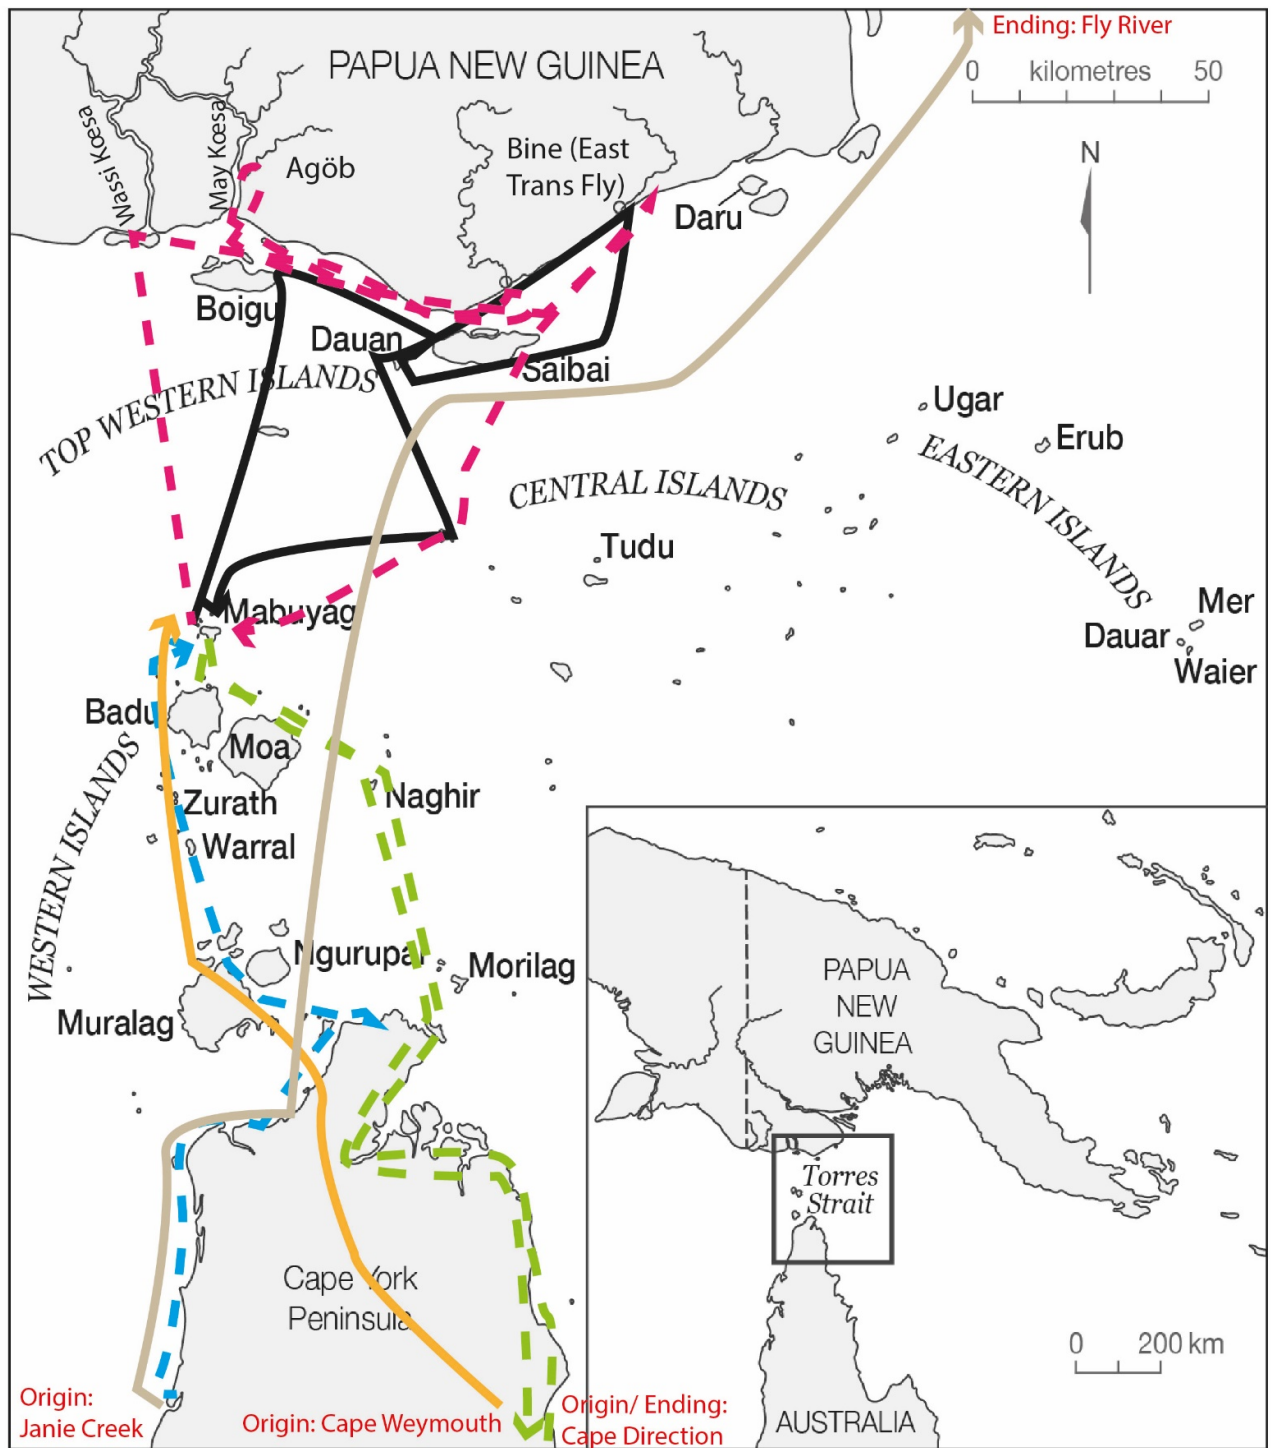 Ending: Fly River
PAPUA NEW GUINEA
0 kilometres 50
Wassi Kœsa
May Kœsa
Agöb
Bine (East
Trans Fly)
N
Daru
Boigu
Dauan
Saibai
TOP WESTERN ISLANDS
Ugar
Erub
EASTERN ISLANDS
CENTRAL ISLANDS
Tudu
Mer
Dauar
Waier
Mabuyag
Badu
Moa
WESTERN ISLANDS
Zurath
Naghir
Warral
Ngurupai
Morilag
Muralag
PAPUA
NEW
GUINEA
Torres
Strait
Cape York
Peninsula
0 200 km
Origin:
Janie Creek
Origin: Cape Weymouth
Origin/ Ending:
Cape Direction
AUSTRALIA